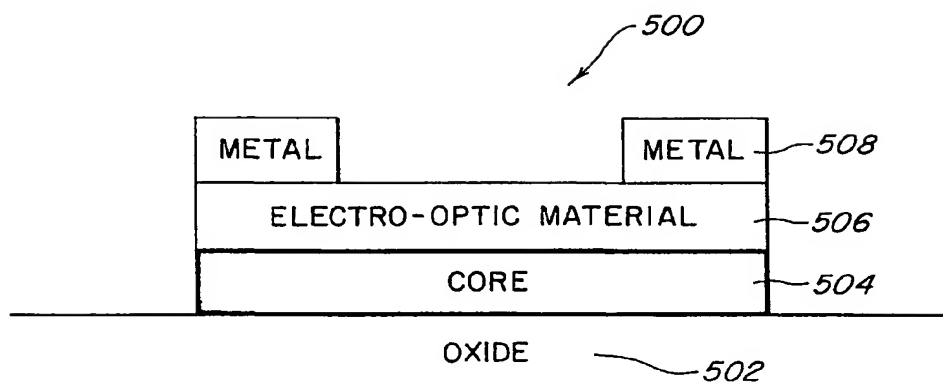 500
METAL METAL 508
ELECTRO-OPTIC MATERIAL 506
CORE 504
OXIDE 502